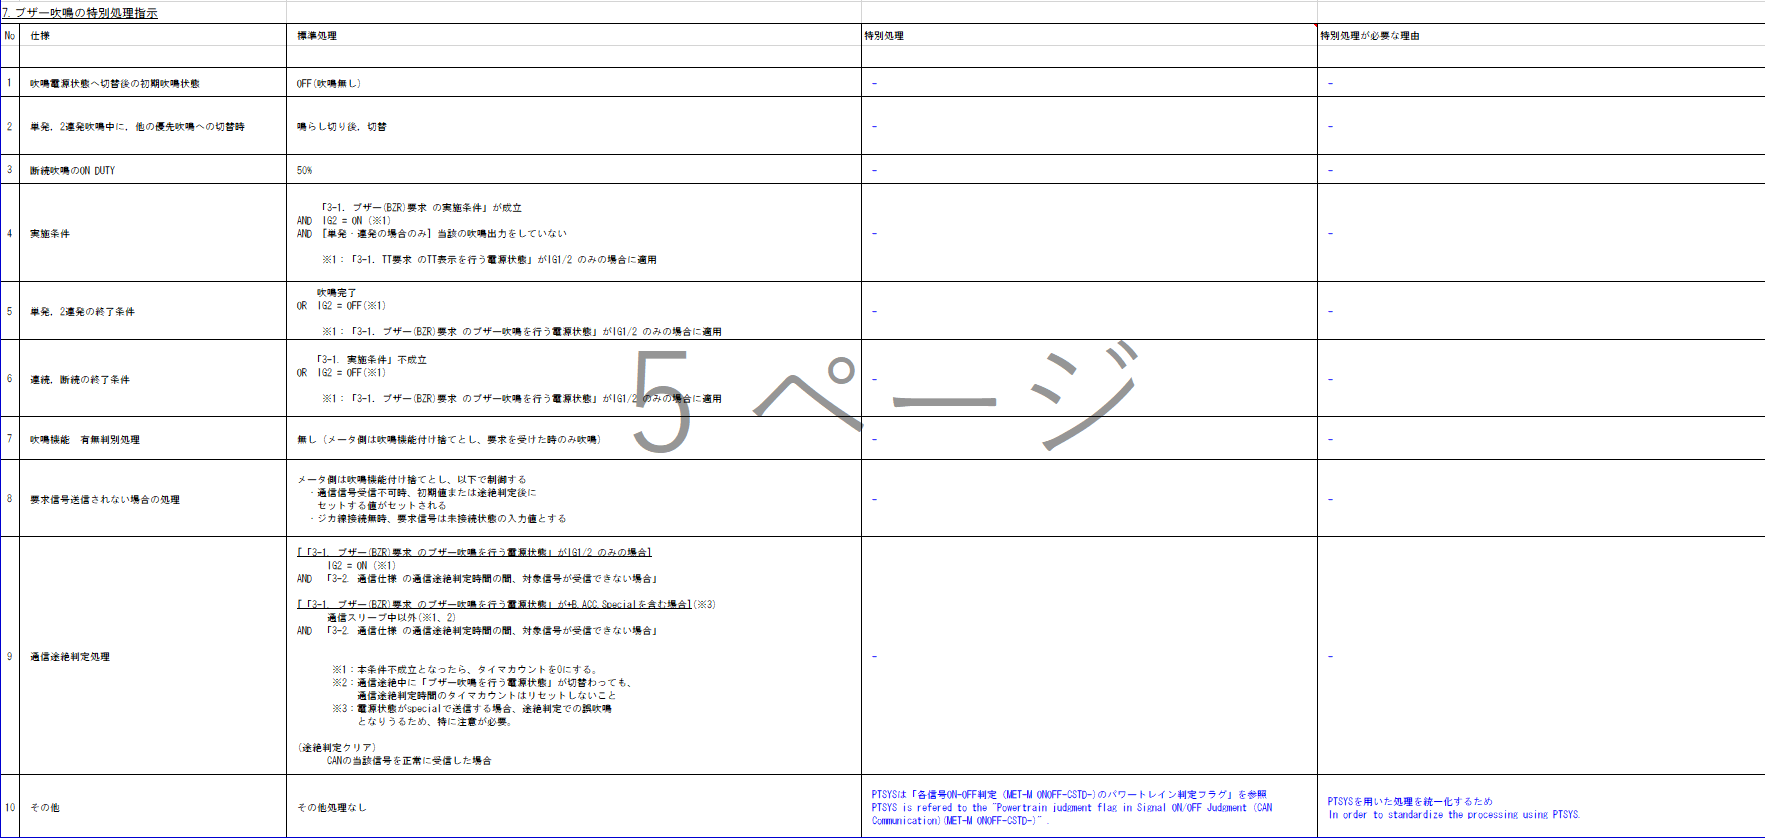 7. ブザー吹鳴の特別処理指示
No 仕様 標準処理 特別処理 特別処理が必要な理由
1 吹鳴電源状態へ切替後の初期吹鳴状態 OFF(吹鳴無し) - -
2 単発，2連発吹鳴中に，他の優先吹鳴への切替時 鳴らし切り後，切替 - -
3 断続吹鳴のON DUTY 50% - -
4 実施条件
「3-1. ブザー(BZR)要求 の実施条件」が成立
AND IG2 = ON (※1)
AND [単発・連発の場合のみ] 当該の吹鳴出力をしていない
※1：「3-1. TT要求 のTT表示を行う電源状態」がIG1/2 のみの場合に適用
- -
5 単発，2連発の終了条件
吹鳴完了
OR IG2 = OFF(※1)
※1：「3-1. ブザー(BZR)要求 のブザー吹鳴を行う電源状態」がIG1/2 のみの場合に適用
- -
6 連続，断続の終了条件
「3-1. 実施条件」不成立
OR IG2 = OFF(※1)
※1：「3-1. ブザー(BZR)要求 のブザー吹鳴を行う電源状態」がIG1/2 のみの場合に適用
- -
5 ページ
7 吹鳴機能 有無判別処理 無し (メータ側は吹鳴機能付け捨てとし、要求を受けた時のみ吹鳴) - -
8 要求信号送信されない場合の処理
メータ側は吹鳴機能付け捨てとし、以下で制御する
・通信信号受信不可時、初期値または途絶判定後に
セットする値がセットされる
・ジカ線接続無時、要求信号は未接続状態の入力値とする
- -
9 通信途絶判定処理
[「3-1. ブザー(BZR)要求 のブザー吹鳴を行う電源状態」がIG1/2 のみの場合]
IG2 = ON (※1)
AND 「3-2. 通信仕様 の通信途絶判定時間の間、対象信号が受信できない場合」
[「3-1. ブザー(BZR)要求 のブザー吹鳴を行う電源状態」が+B,ACC,Specialを含む場合](※3)
通信スリープ中以外(※1、2)
AND 「3-2. 通信仕様 の通信途絶判定時間の間、対象信号が受信できない場合」
※1：本条件不成立となったら、タイマカウントを0にする。
※2：通信途絶中に「ブザー吹鳴を行う電源状態」が切替わっても、
通信途絶判定時間のタイマカウントはリセットしないこと
※3：電源状態がspecialで送信する場合、途絶判定での誤吹鳴
となりうるため、特に注意が必要。
(途絶判定クリア)
CANの当該信号を正常に受信した場合
- -
10 その他 その他処理なし
PTSYSは「各信号ON-OFF判定 (MET-M_ONOFF-CSTD-)のパワートレイン判定フラグ」を参照
PTSYS is refered to the "Powertrain judgment flag in Signal ON/OFF Judgment (CAN
Communication)(MET-M_ONOFF-CSTD-)".
PTSYSを用いた処理を統一化するため
In order to standardize the processing using PTSYS.